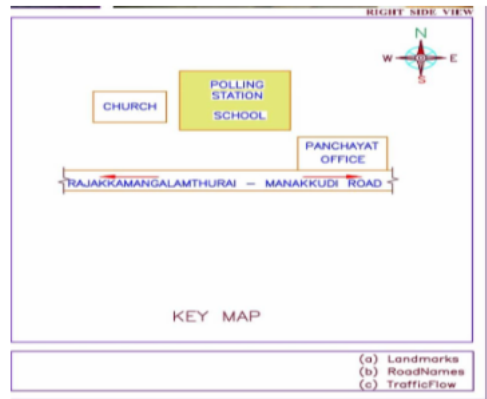 RIGHT SIDE VIEW
N
W
E
S
POLLING
STATION
SCHOOL
CHURCH
PANCHAYAT
OFFICE
RAJAKKAMANGALAMTHURAI – MANAKKUDI ROAD
KEY MAP
(a) Landmarks
(b) RoadNames
(c) TrafficFlow